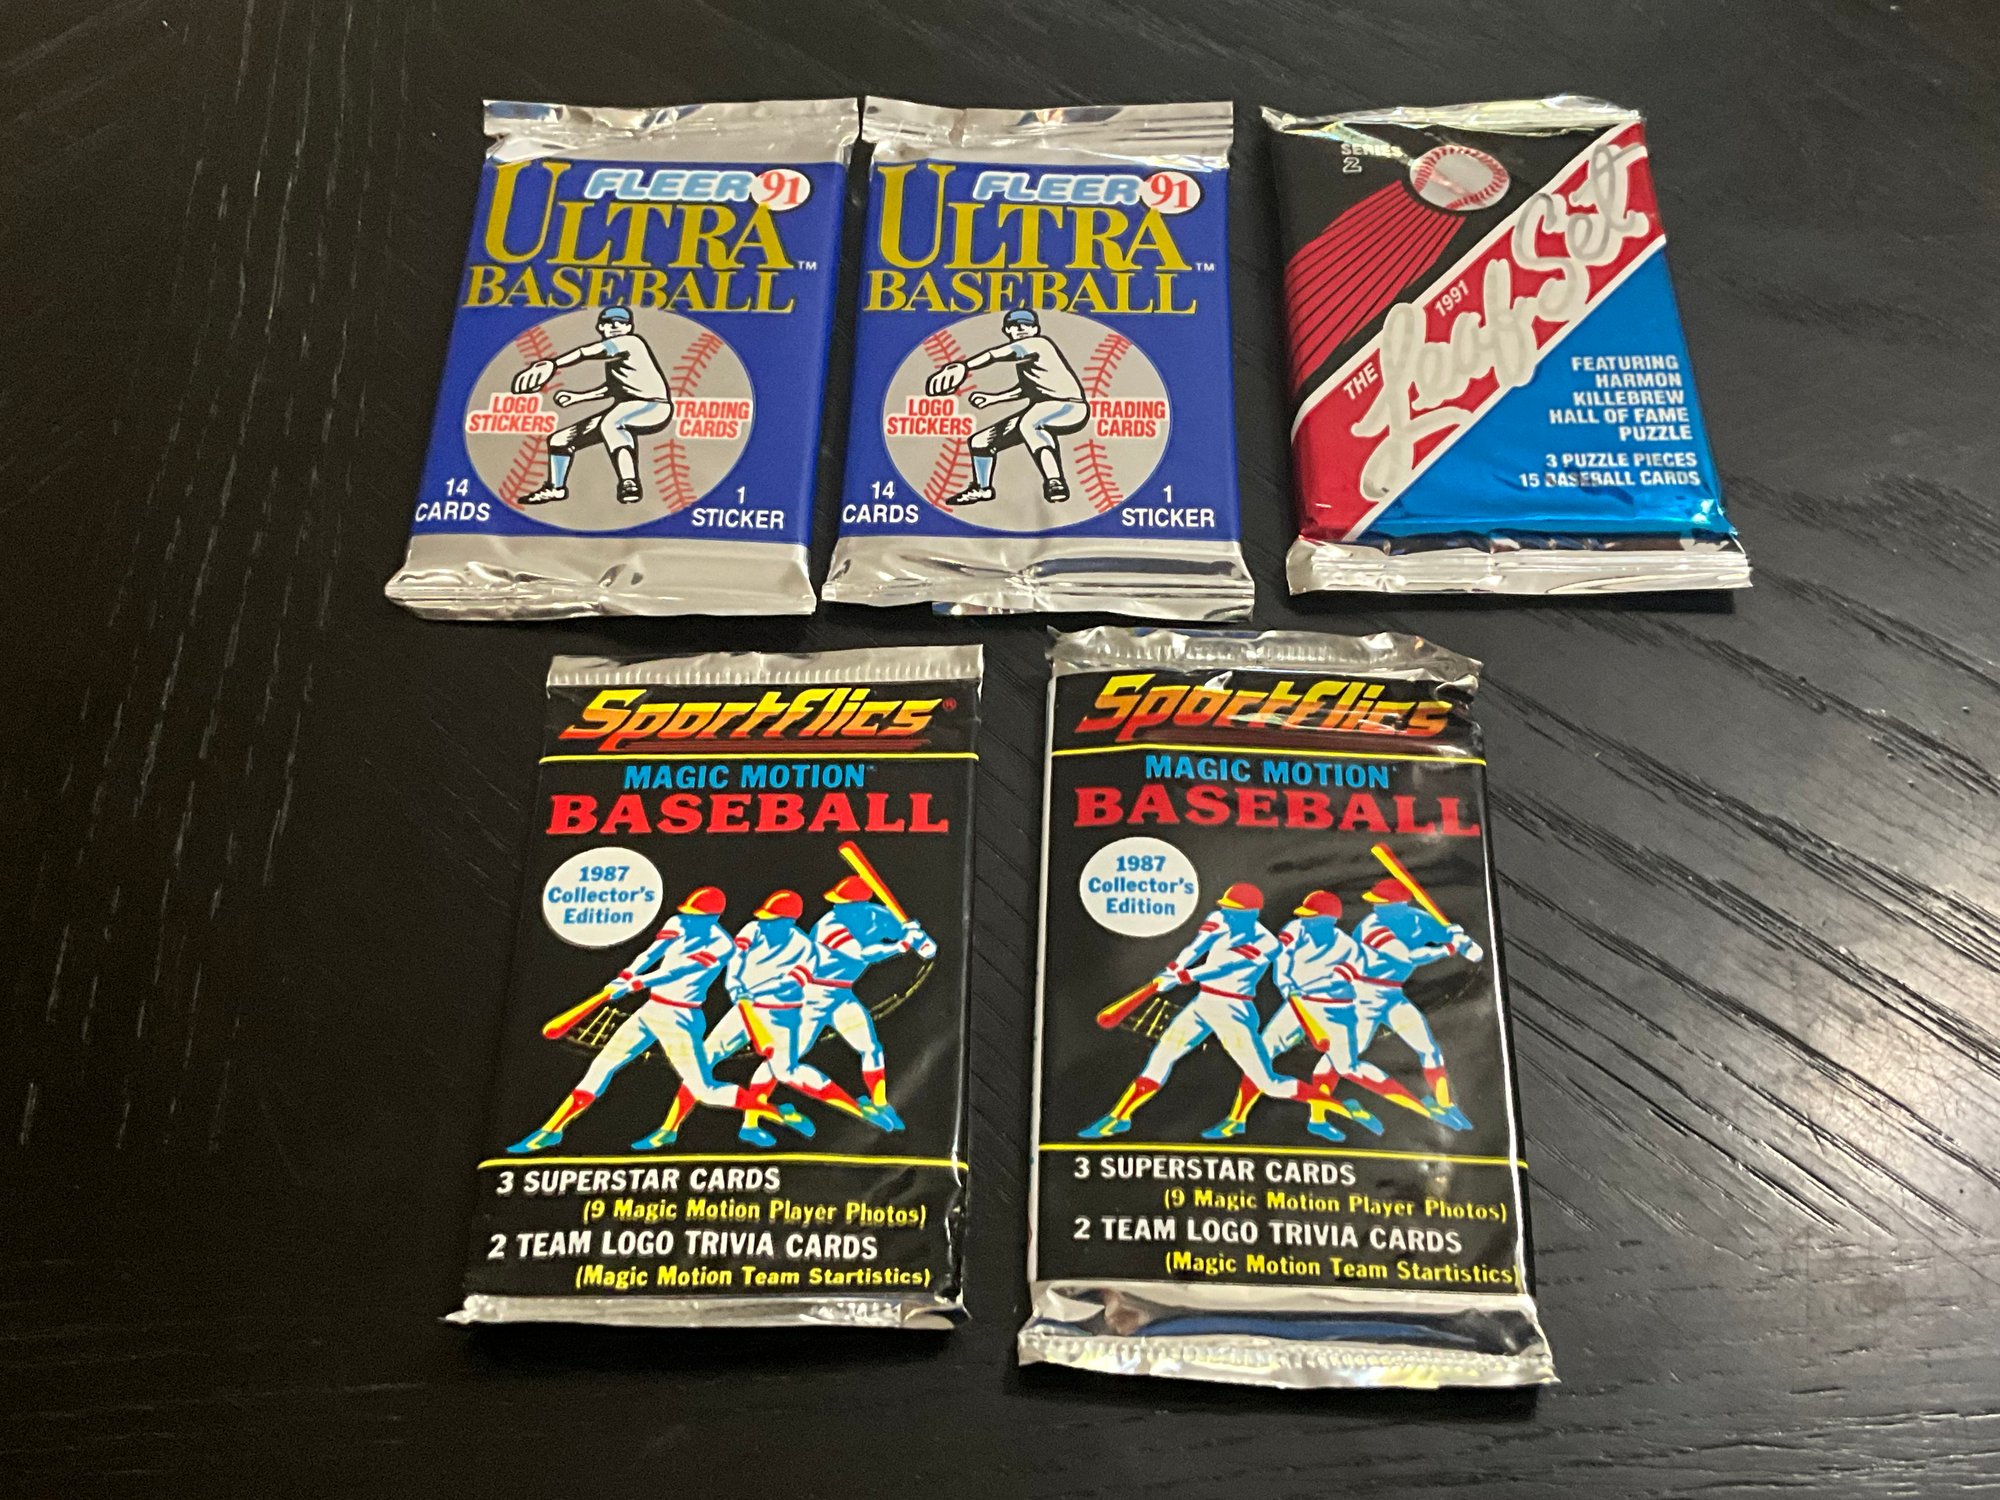 FLEER '91
ULTRA
BASEBALL™
LOGO STICKERS
TRADING CARDS
14 CARDS
1 STICKER
FLEER '91
ULTRA
BASEBALL™
LOGO STICKERS
TRADING CARDS
14 CARDS
1 STICKER
SERIES
2
THE 1991 Leaf Set
FEATURING
HARMON
KILLEBREW
HALL OF FAME
PUZZLE
3 PUZZLE PIECES
15 BASEBALL CARDS
Sportflics®
MAGIC MOTION™
BASEBALL
1987
Collector's
Edition
3 SUPERSTAR CARDS
(9 Magic Motion Player Photos)
2 TEAM LOGO TRIVIA CARDS
(Magic Motion Team Startistics)
Sportflics
MAGIC MOTION™
BASEBALL
1987
Collector's
Edition
3 SUPERSTAR CARDS
(9 Magic Motion Player Photos)
2 TEAM LOGO TRIVIA CARDS
(Magic Motion Team Startistics)